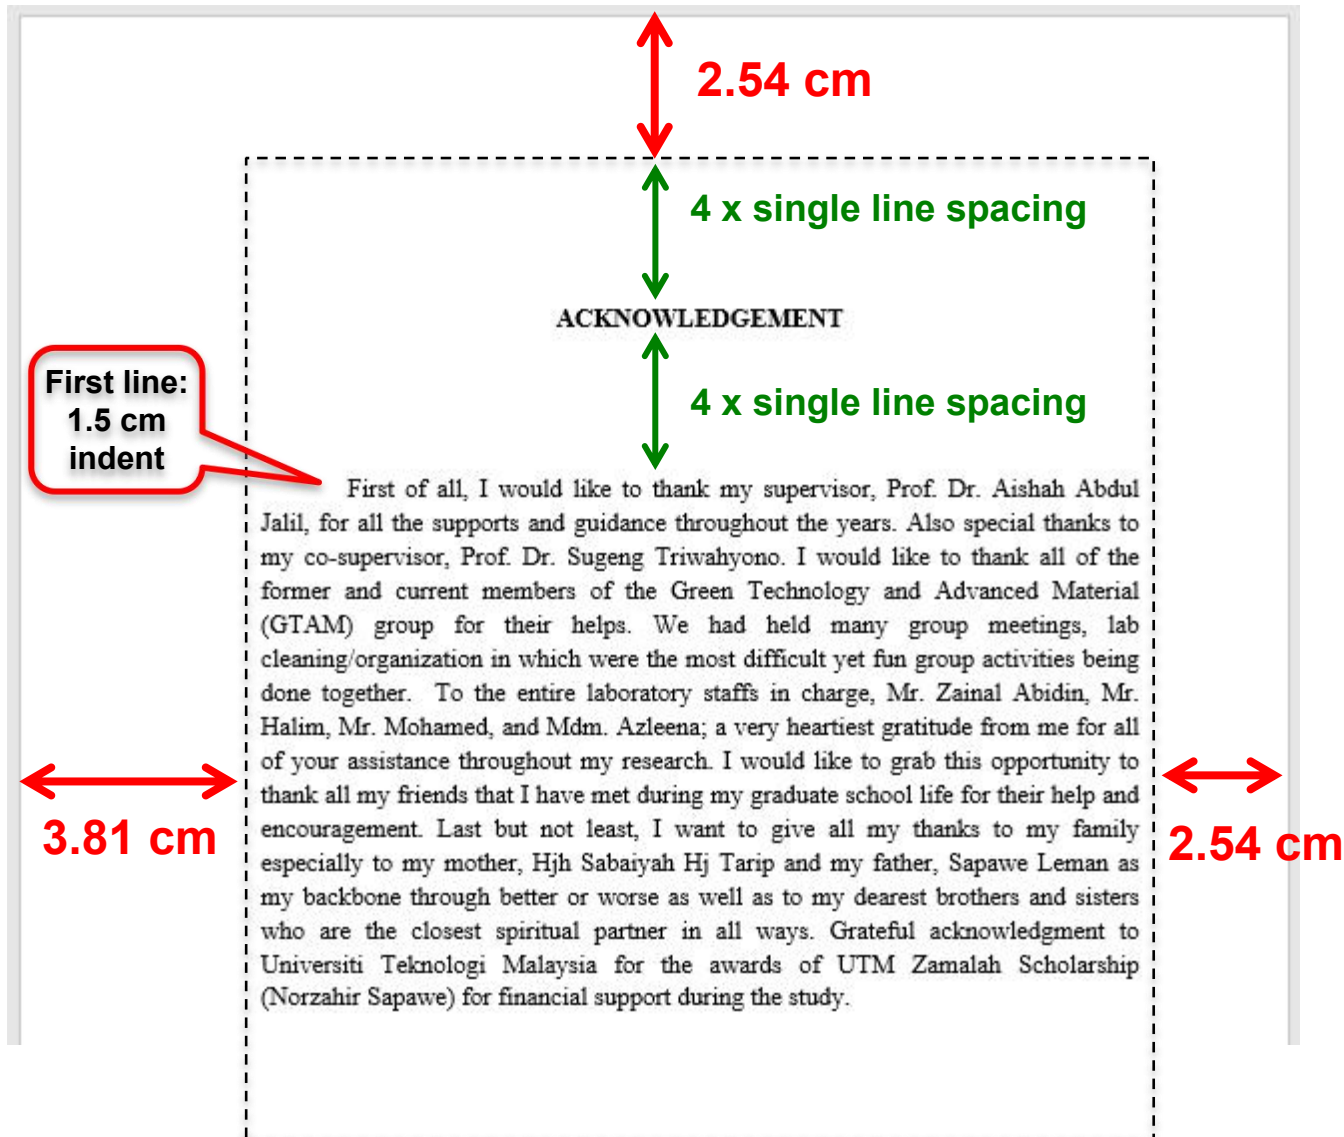 2.54 cm
4 x single line spacing
ACKNOWLEDGEMENT
First line:
1.5 cm
indent
4 x single line spacing
First of all, I would like to thank my supervisor, Prof. Dr. Aishah Abdul
Jalil, for all the supports and guidance throughout the years. Also special thanks to
my co-supervisor, Prof. Dr. Sugeng Triwahyono. I would like to thank all of the
former and current members of the Green Technology and Advanced Material
(GTAM) group for their helps. We had held many group meetings, lab
cleaning/organization in which were the most difficult yet fun group activities being
done together.  To the entire laboratory staffs in charge, Mr. Zainal Abidin, Mr.
Halim, Mr. Mohamed, and Mdm. Azleena; a very heartiest gratitude from me for all
of your assistance throughout my research. I would like to grab this opportunity to
thank all my friends that I have met during my graduate school life for their help and
encouragement. Last but not least, I want to give all my thanks to my family
especially to my mother, Hjh Sabaiyah Hj Tarip and my father, Sapawe Leman as
my backbone through better or worse as well as to my dearest brothers and sisters
who are the closest spiritual partner in all ways. Grateful acknowledgment to
Universiti Teknologi Malaysia for the awards of UTM Zamalah Scholarship
(Norzahir Sapawe) for financial support during the study.
3.81 cm
2.54 cm